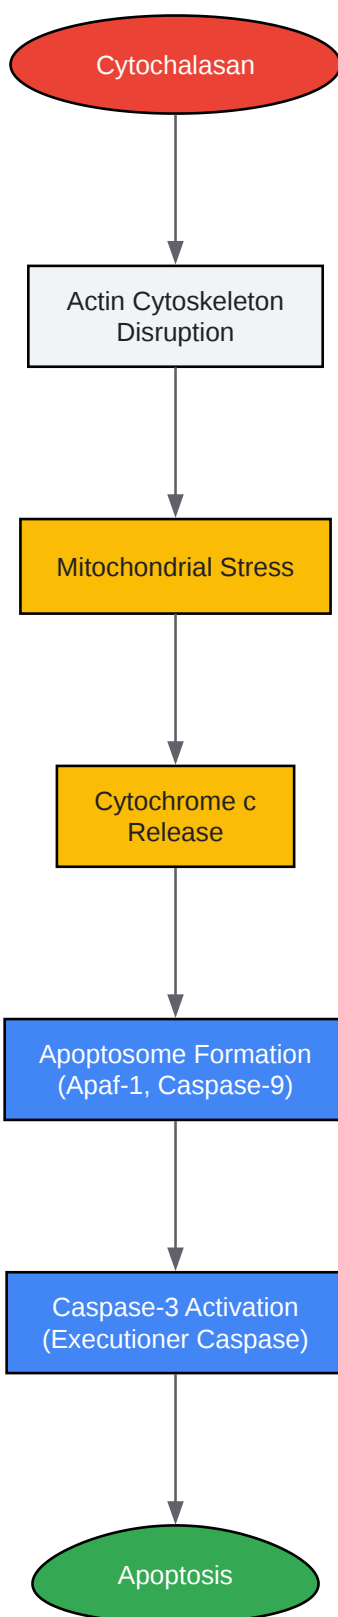 Cytochalasan
Actin Cytoskeleton
Disruption
Mitochondrial Stress
Cytochrome c
Release
Apoptosome Formation
(Apaf-1, Caspase-9)
Caspase-3 Activation
(Executioner Caspase)
Apoptosis